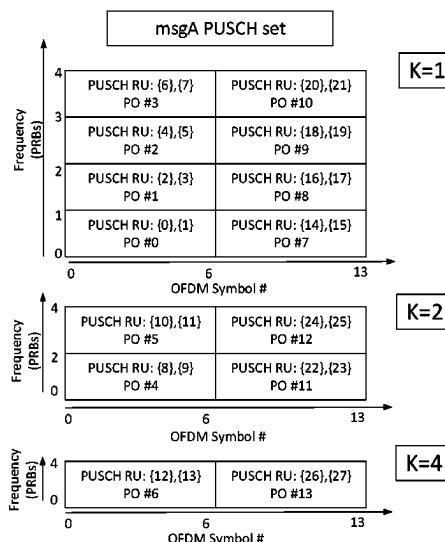 msgA PUSCH set
K=1
Frequency
(PRBs)
4
3
2
1
0
PUSCH RU: {6},{7}
PO #3
PUSCH RU: {20},{21}
PO #10
PUSCH RU: {4},{5}
PO #2
PUSCH RU: {18},{19}
PO #9
PUSCH RU: {2},{3}
PO #1
PUSCH RU: {16},{17}
PO #8
PUSCH RU: {0},{1}
PO #0
PUSCH RU: {14},{15}
PO #7
0 6 13
OFDM Symbol #
K=2
Frequency
(PRBs)
4
2
0
PUSCH RU: {10},{11}
PO #5
PUSCH RU: {24},{25}
PO #12
PUSCH RU: {8},{9}
PO #4
PUSCH RU: {22},{23}
PO #11
0 6 13
OFDM Symbol #
K=4
Frequency
(PRBs)
4
0
PUSCH RU: {12},{13}
PO #6
PUSCH RU: {26},{27}
PO #13
0 6 13
OFDM Symbol #